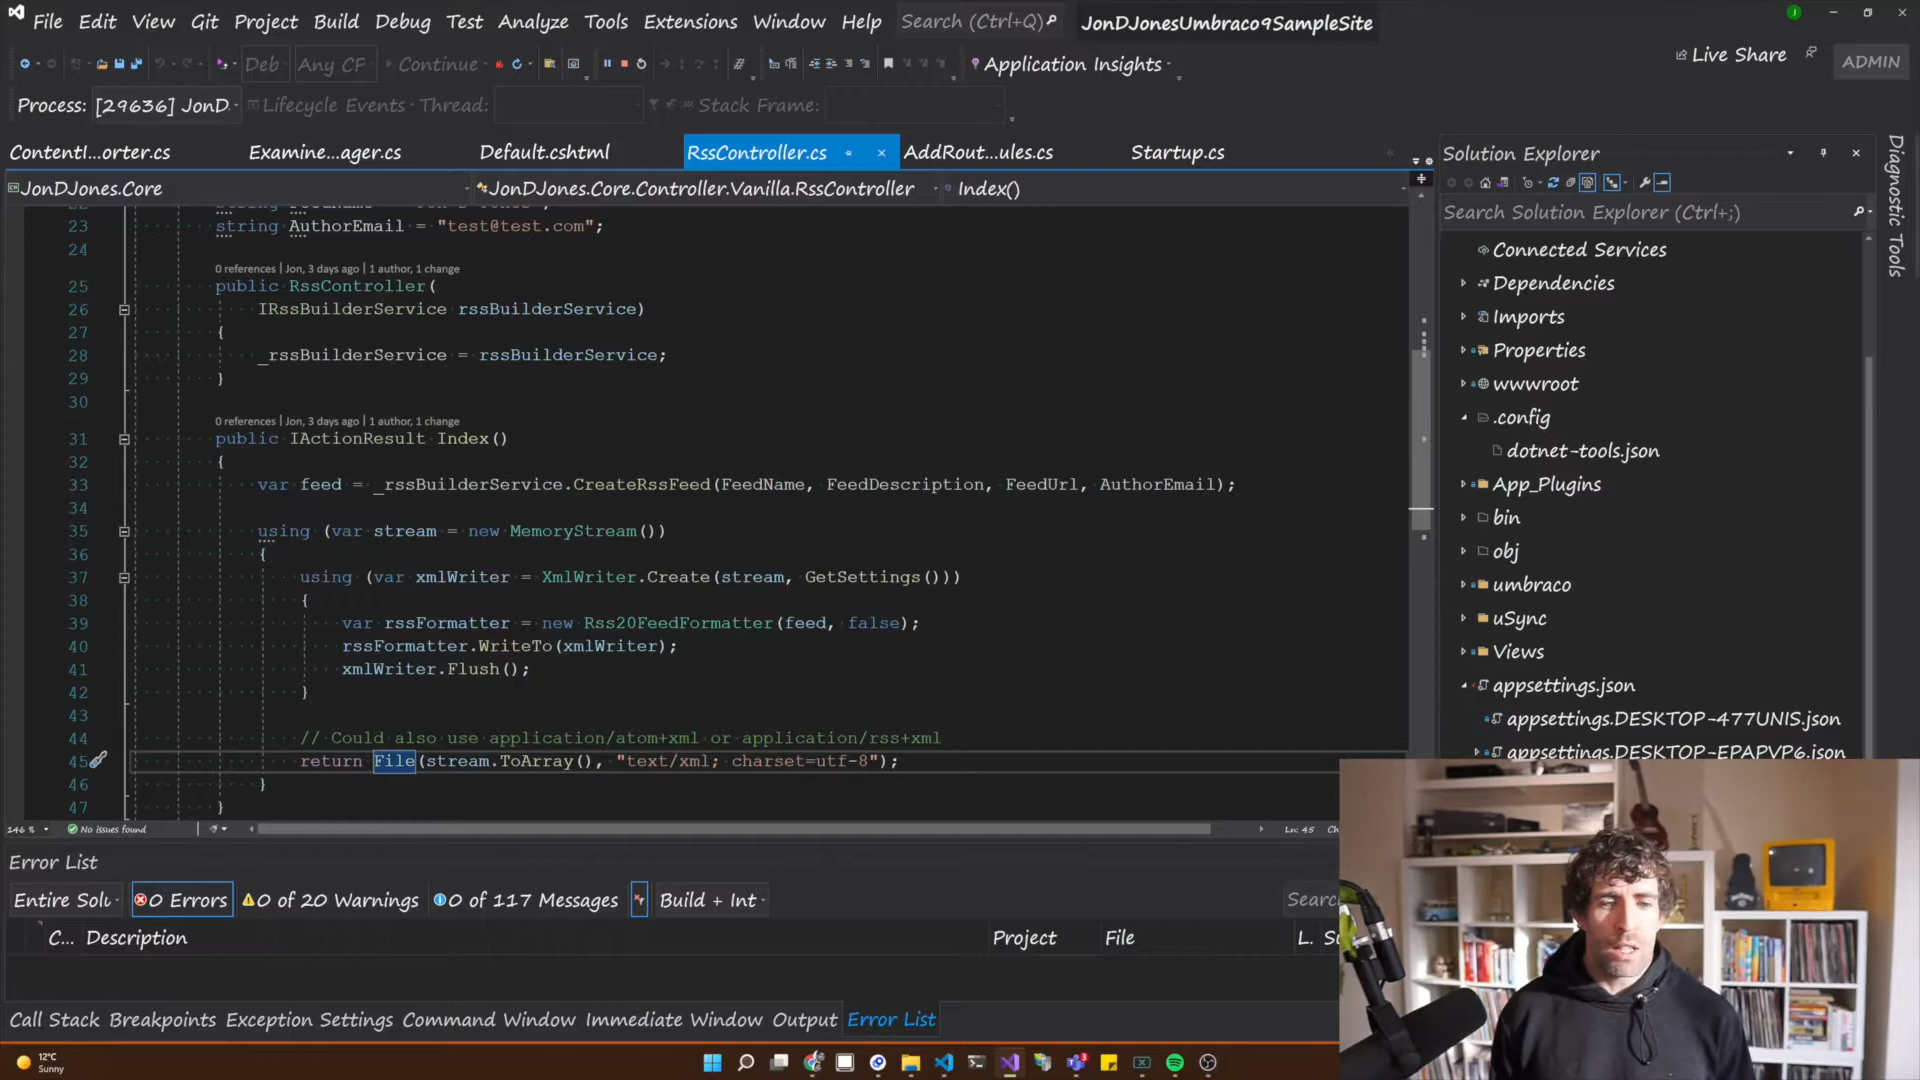 File Edit View Git Project Build Debug Test Analyze Tools Extensions Window Help Search (Ctrl+Q) JonDJonesUmbraco9SampleSite
Deb Any CF Continue Application Insights Live Share ADMIN
Process: [29636] JonD Lifecycle Events Thread: Stack Frame:
ContentI...orter.cs Examine...ager.cs Default.cshtml RssController.cs AddRout...ules.cs Startup.cs
JonDJones.Core JonDJones.Core.Controller.Vanilla.RssController Index()
23 string AuthorEmail = "test@test.com";
24
0 references | Jon, 3 days ago | 1 author, 1 change
25 public RssController(
26 IRssBuilderService rssBuilderService)
27 {
28 _rssBuilderService = rssBuilderService;
29 }
30
0 references | Jon, 3 days ago | 1 author, 1 change
31 public IActionResult Index()
32 {
33 var feed = _rssBuilderService.CreateRssFeed(FeedName, FeedDescription, FeedUrl, AuthorEmail);
34
35 using (var stream = new MemoryStream())
36 {
37 using (var xmlWriter = XmlWriter.Create(stream, GetSettings()))
38 {
39 var rssFormatter = new Rss20FeedFormatter(feed, false);
40 rssFormatter.WriteTo(xmlWriter);
41 xmlWriter.Flush();
42 }
43
44 // Could also use application/atom+xml or application/rss+xml
45 return File(stream.ToArray(), "text/xml; charset=utf-8");
46 }
47 }
146 % No issues found Ln: 45
Solution Explorer
Search Solution Explorer (Ctrl+;)
Connected Services
Dependencies
Imports
Properties
wwwroot
.config
dotnet-tools.json
App_Plugins
bin
obj
umbraco
uSync
Views
appsettings.json
appsettings.DESKTOP-477UNIS.json
appsettings.DESKTOP-EPAPVP6.json
Diagnostic Tools
Error List
Entire Solu 0 Errors 0 of 20 Warnings 0 of 117 Messages Build + Int Searc
C... Description Project File L.
Call Stack Breakpoints Exception Settings Command Window Immediate Window Output Error List
12°C
Sunny